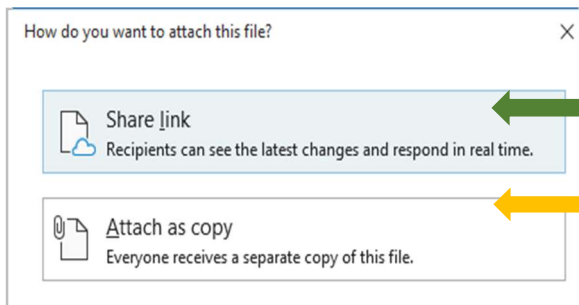 How do you want to attach this file?
Share link
Recipients can see the latest changes and respond in real time.
Attach as copy
Everyone receives a separate copy of this file.